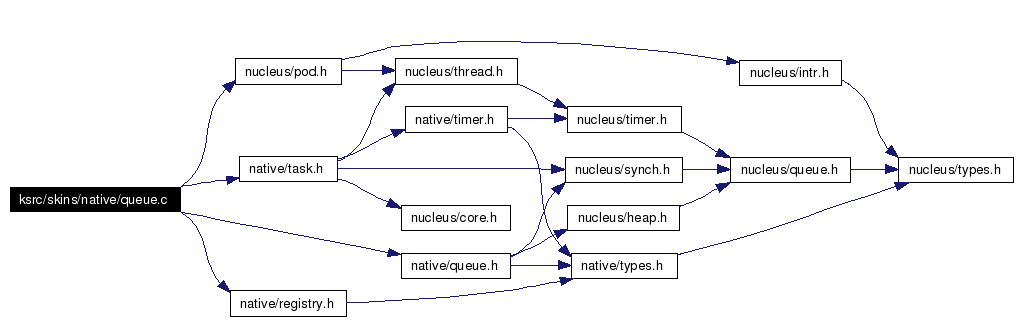 nucleus/pod.h
nucleus/thread.h
nucleus/intr.h
native/timer.h
nucleus/timer.h
native/task.h
nucleus/synch.h
nucleus/queue.h
nucleus/types.h
ksrc/skins/native/queue.c
nucleus/core.h
nucleus/heap.h
native/queue.h
native/types.h
native/registry.h